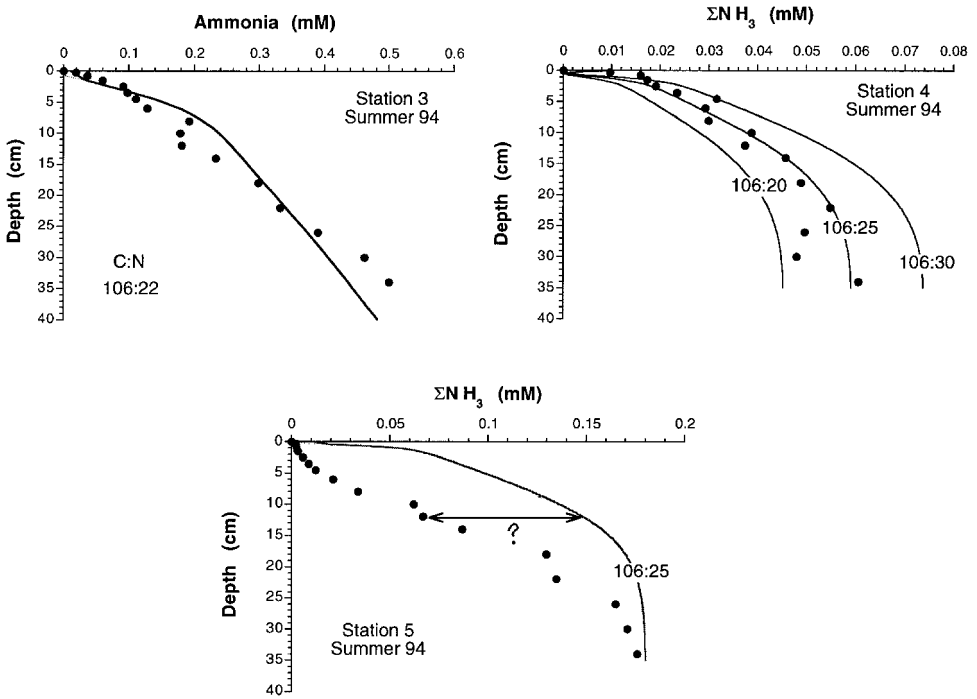 Ammonia (mM)
0 0.1 0.2 0.3 0.4 0.5 0.6
Depth (cm)
0
5
10
15
20
25
30
35
40
Station 3
Summer 94
C:N
106:22
ΣNH₃ (mM)
0 0.01 0.02 0.03 0.04 0.05 0.06 0.07 0.08
Depth (cm)
0
5
10
15
20
25
30
35
40
Station 4
Summer 94
106:20
106:25
106:30
ΣNH₃ (mM)
0 0.05 0.1 0.15 0.2
Depth (cm)
0
5
10
15
20
25
30
35
40
?
106:25
Station 5
Summer 94